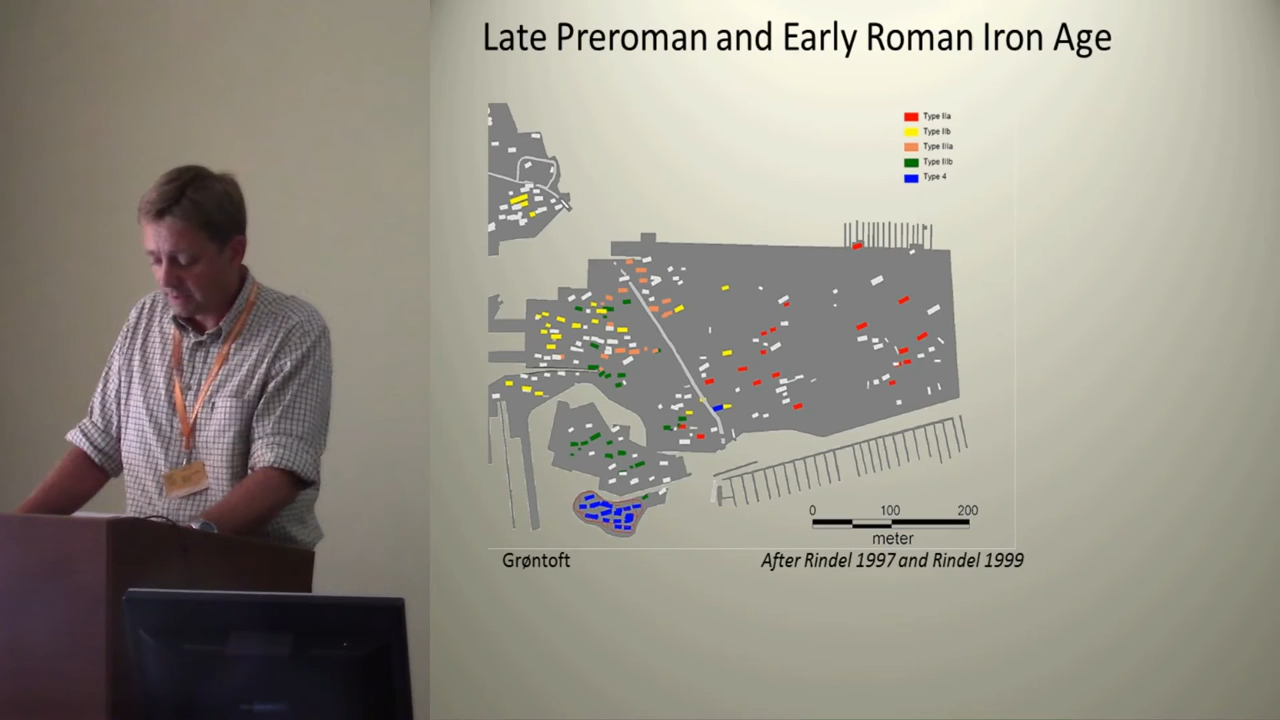 Late Preroman and Early Roman Iron Age
Type IIa
Type IIb
Type IIIa
Type IIIb
Type 4
0 100 200
meter
Grøntoft
After Rindel 1997 and Rindel 1999